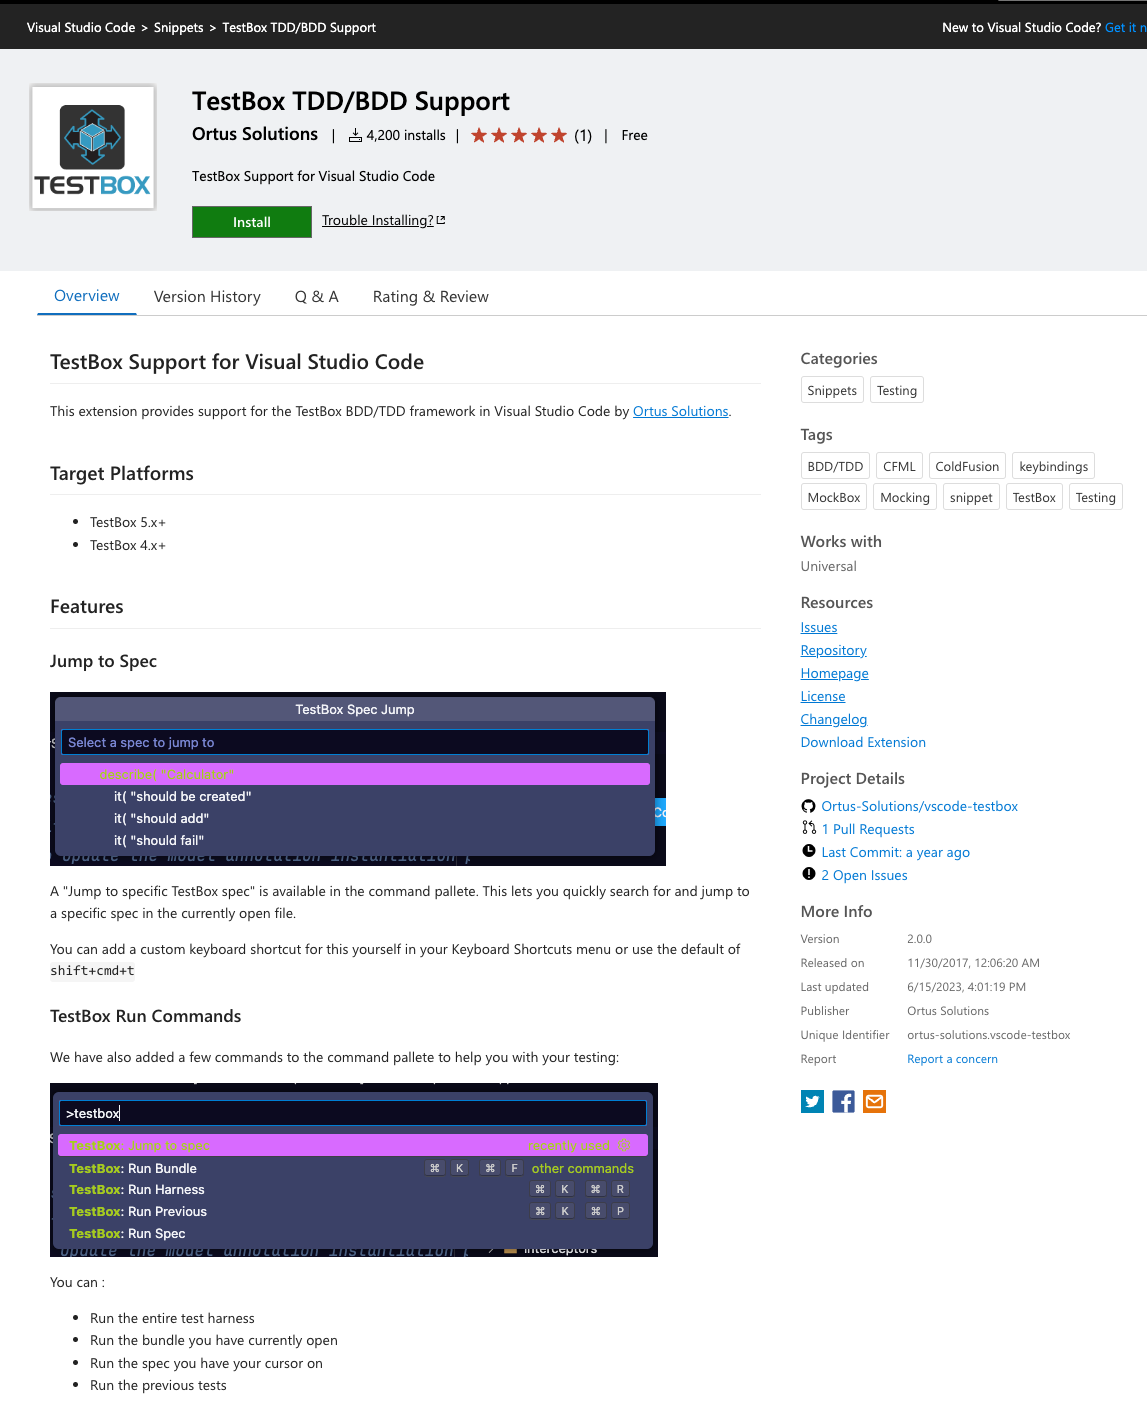 Visual Studio Code > Snippets > TestBox TDD/BDD Support
New to Visual Studio Code? Get it n
TESTBOX
TestBox TDD/BDD Support
Ortus Solutions | 4,200 installs | (1) | Free
TestBox Support for Visual Studio Code
Install Trouble Installing?
Overview Version History Q & A Rating & Review
TestBox Support for Visual Studio Code
This extension provides support for the TestBox BDD/TDD framework in Visual Studio Code by Ortus Solutions.
Target Platforms
• TestBox 5.x+
• TestBox 4.x+
Features
Jump to Spec
TestBox Spec Jump
Select a spec to jump to
describe( "Calculator"
it( "should be created"
it( "should add"
it( "should fail"
Update the model annotation instantiation
A "Jump to specific TestBox spec" is available in the command pallete. This lets you quickly search for and jump to
a specific spec in the currently open file.
You can add a custom keyboard shortcut for this yourself in your Keyboard Shortcuts menu or use the default of
shift+cmd+t
TestBox Run Commands
We have also added a few commands to the command pallete to help you with your testing:
>testbox
TestBox: Jump to spec recently used
TestBox: Run Bundle ⌘ K ⌘ F other commands
TestBox: Run Harness ⌘ K ⌘ R
TestBox: Run Previous ⌘ K ⌘ P
TestBox: Run Spec
Update the model annotation instantiation
interceptors
You can :
• Run the entire test harness
• Run the bundle you have currently open
• Run the spec you have your cursor on
• Run the previous tests
Categories
Snippets Testing
Tags
BDD/TDD CFML ColdFusion keybindings
MockBox Mocking snippet TestBox Testing
Works with
Universal
Resources
Issues
Repository
Homepage
License
Changelog
Download Extension
Project Details
Ortus-Solutions/vscode-testbox
1 Pull Requests
Last Commit: a year ago
2 Open Issues
More Info
Version 2.0.0
Released on 11/30/2017, 12:06:20 AM
Last updated 6/15/2023, 4:01:19 PM
Publisher Ortus Solutions
Unique Identifier ortus-solutions.vscode-testbox
Report Report a concern